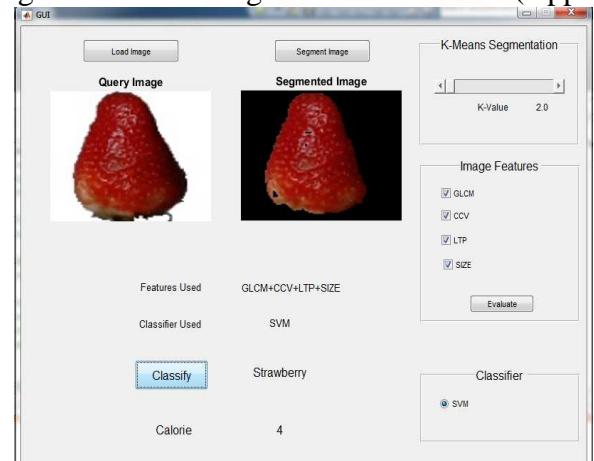 GUI
Load Image
Segment Image
Query Image
Segmented Image
K-Means Segmentation
K-Value 2.0
Image Features
GLCM
CCV
LTP
SIZE
Evaluate
Features Used GLCM+CCV+LTP+SIZE
Classifier Used SVM
Classify Strawberry
Calorie 4
Classifier
SVM